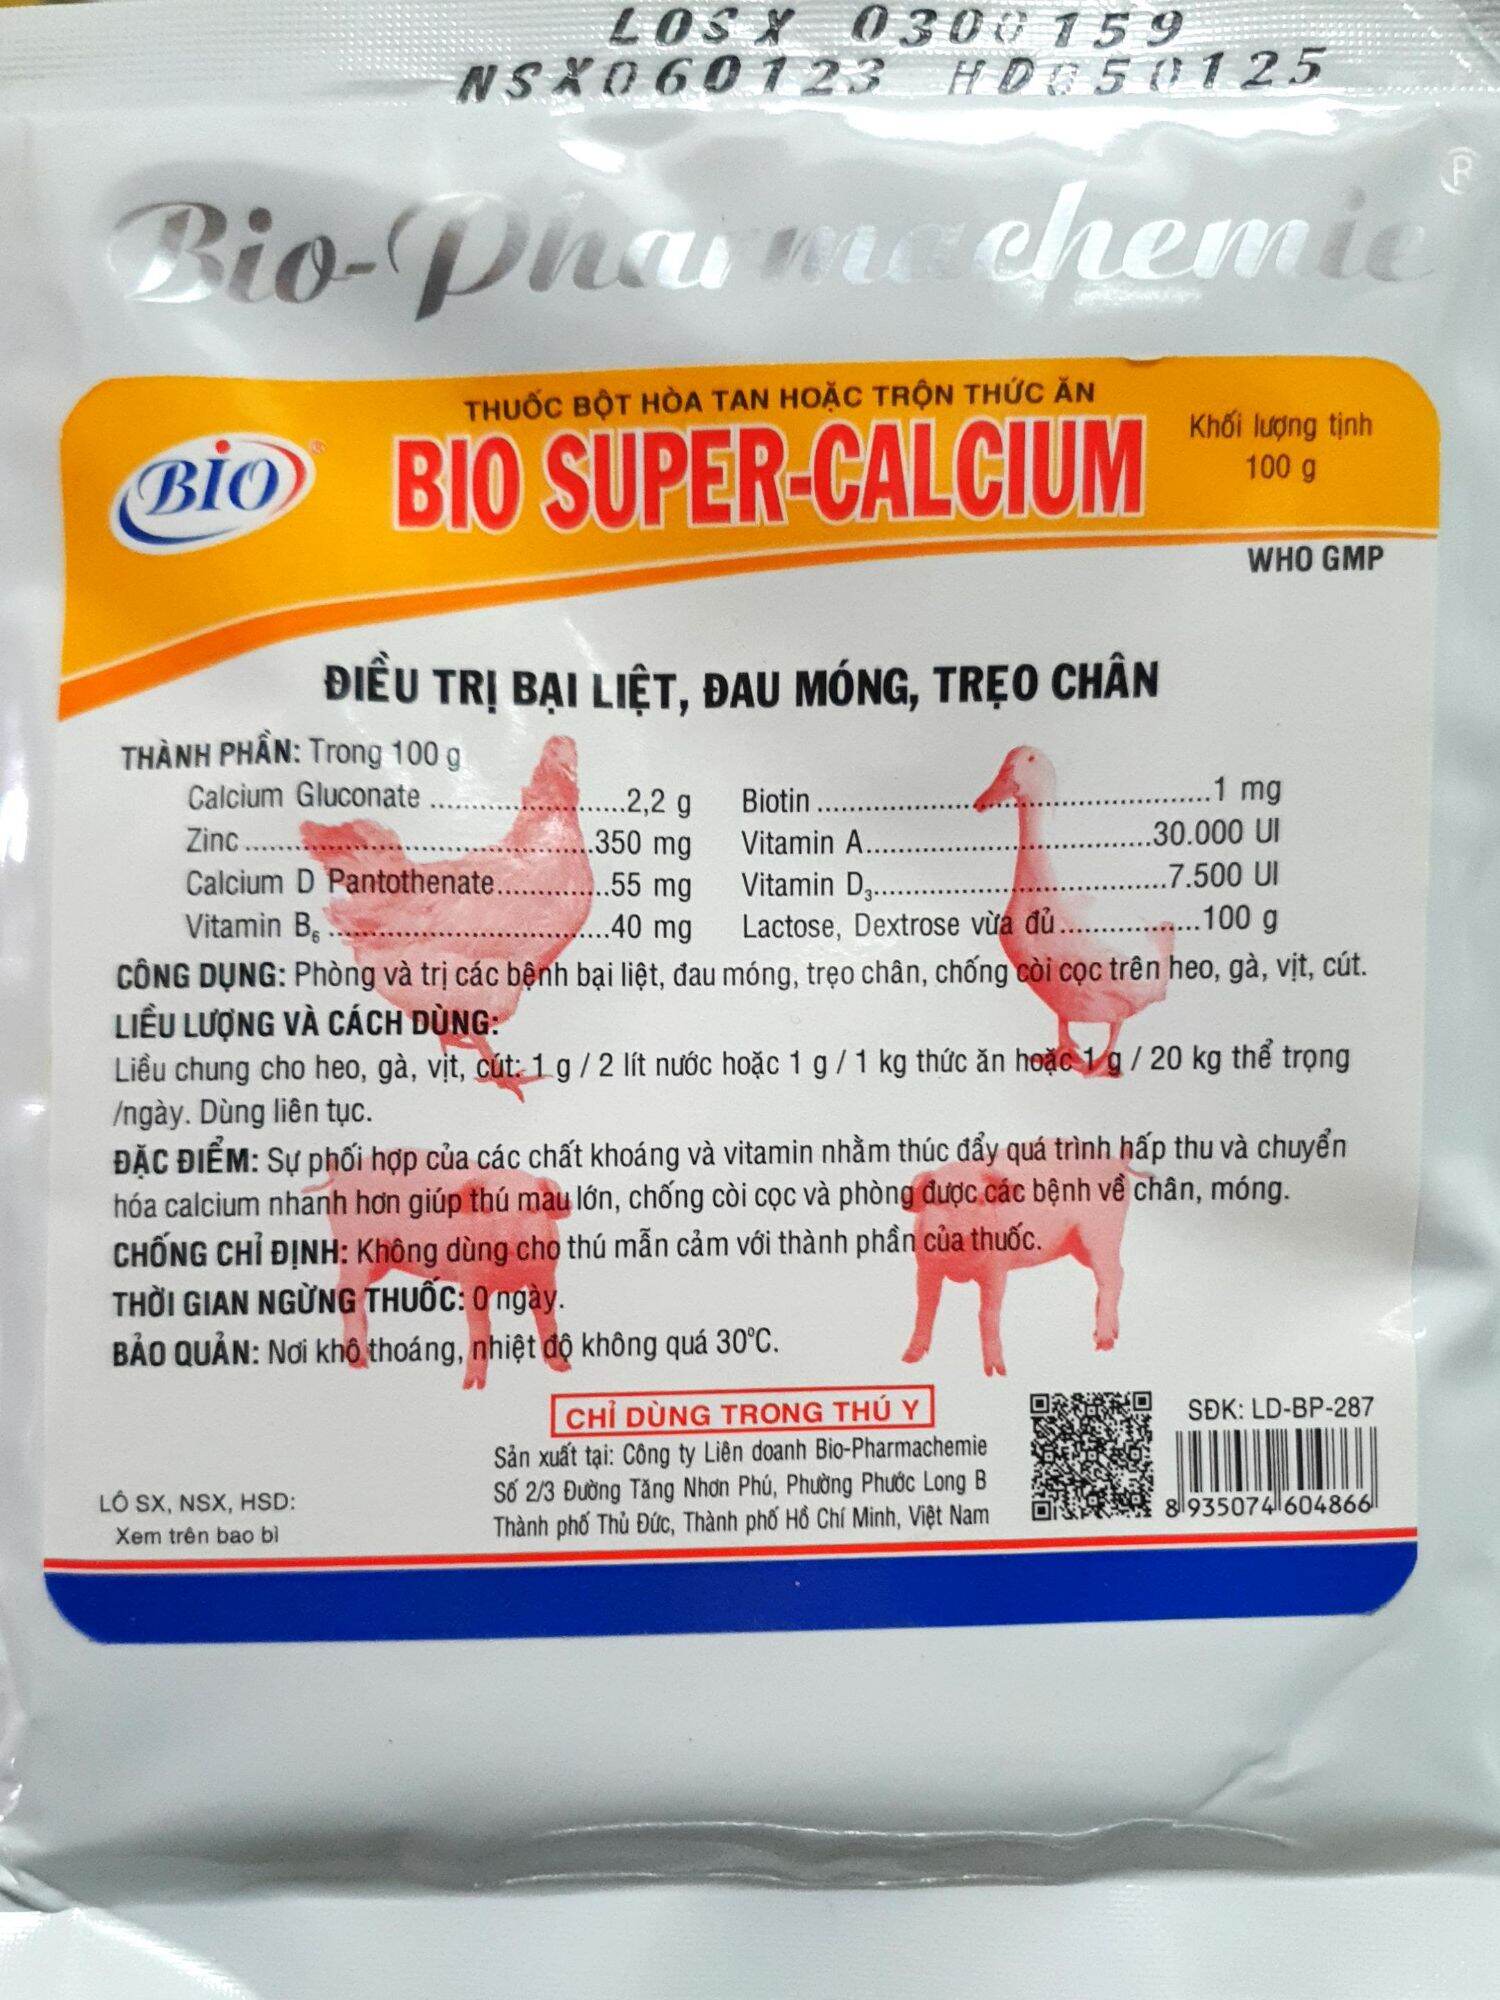 LOSX 0300159
NSX060123 HD050125
Bio-Pharmachemie ®
THUỐC BỘT HÒA TAN HOẶC TRỘN THỨC ĂN
BIO ®
BIO SUPER-CALCIUM
Khối lượng tịnh
100 g
WHO GMP
ĐIỀU TRỊ BẠI LIỆT, ĐAU MÓNG, TRẸO CHÂN
THÀNH PHẦN: Trong 100 g
Calcium Gluconate ........................2,2 g
Zinc...........................................350 mg
Calcium D Pantothenate..............55 mg
Vitamin B6 ...................................40 mg
Biotin .................................................1 mg
Vitamin A....................................30.000 UI
Vitamin D3.....................................7.500 UI
Lactose, Dextrose vừa đủ.................100 g
CÔNG DỤNG: Phòng và trị các bệnh bại liệt, đau móng, trẹo chân, chống còi cọc trên heo, gà, vịt, cút.
LIỀU LƯỢNG VÀ CÁCH DÙNG:
Liều chung cho heo, gà, vịt, cút: 1 g / 2 lít nước hoặc 1 g / 1 kg thức ăn hoặc 1 g / 20 kg thể trọng
/ngày. Dùng liên tục.
ĐẶC ĐIỂM: Sự phối hợp của các chất khoáng và vitamin nhằm thúc đẩy quá trình hấp thu và chuyển
hóa calcium nhanh hơn giúp thú mau lớn, chống còi cọc và phòng được các bệnh về chân, móng.
CHỐNG CHỈ ĐỊNH: Không dùng cho thú mẫn cảm với thành phần của thuốc.
THỜI GIAN NGỪNG THUỐC: 0 ngày.
BẢO QUẢN: Nơi khô thoáng, nhiệt độ không quá 30°C.
CHỈ DÙNG TRONG THÚ Y
Sản xuất tại: Công ty Liên doanh Bio-Pharmachemie
Số 2/3 Đường Tăng Nhơn Phú, Phường Phước Long B
Thành phố Thủ Đức, Thành phố Hồ Chí Minh, Việt Nam
LÔ SX, NSX, HSD:
Xem trên bao bì
SĐK: LD-BP-287
8 935074 604866